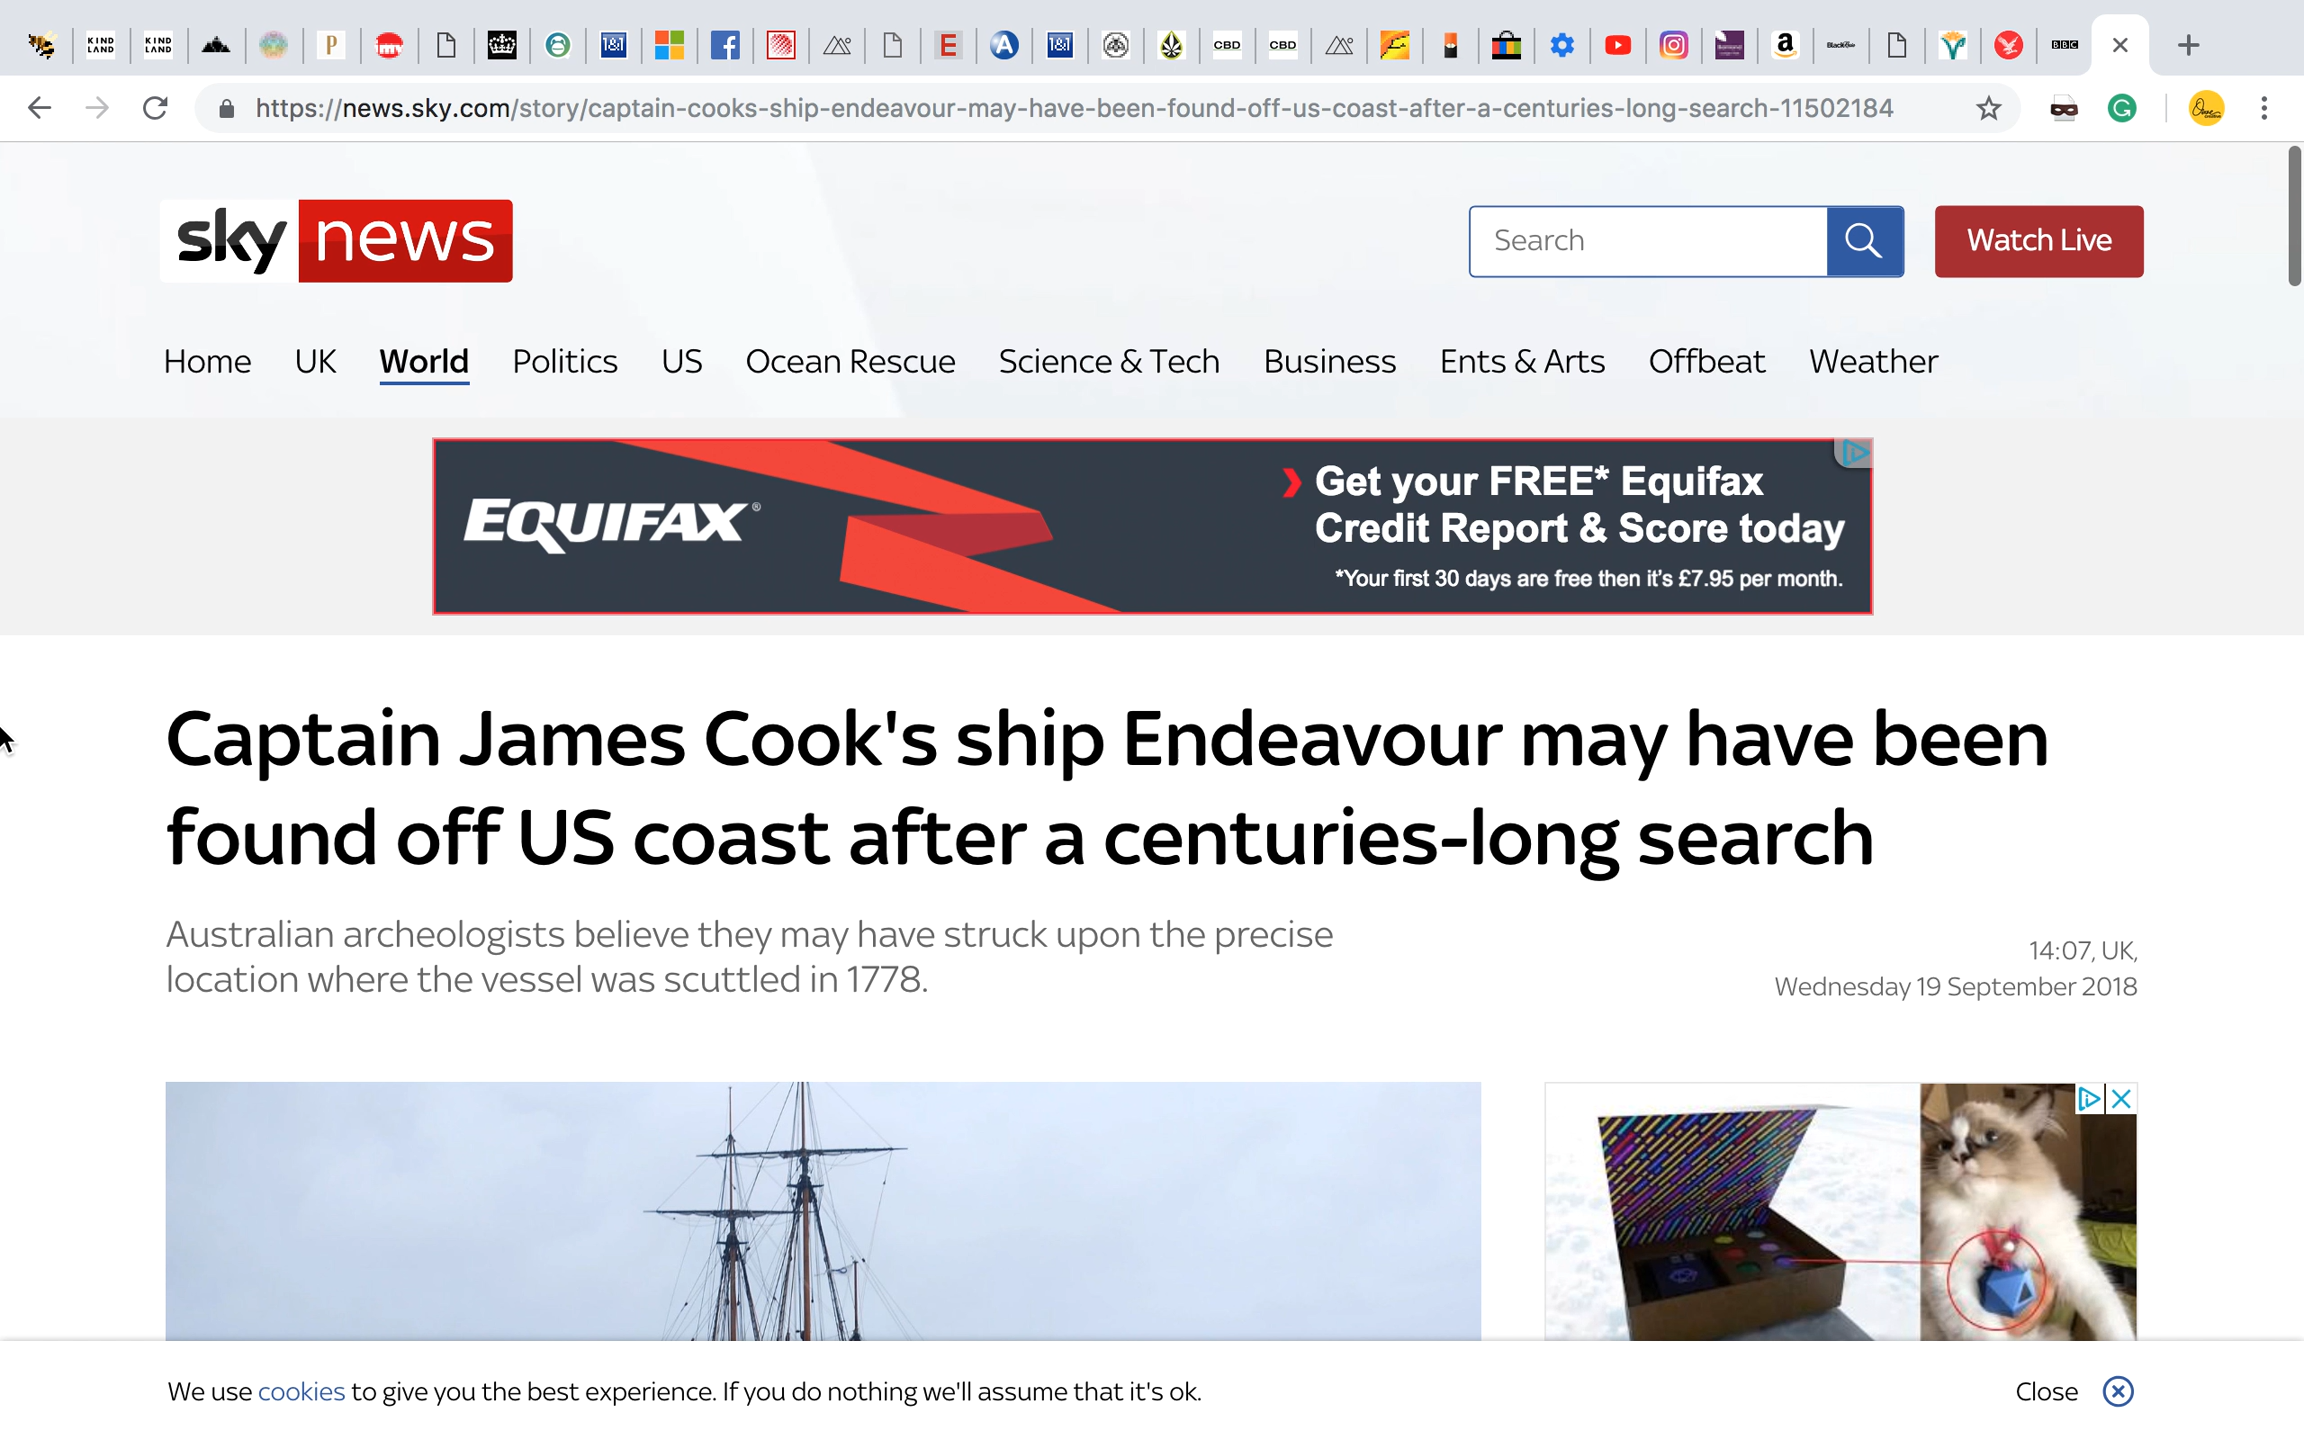 KIND
LAND
KIND
LAND
P
mv
1&1
E
A
1&1
CBD
CBD
a
BBC
https://news.sky.com/story/captain-cooks-ship-endeavour-may-have-been-found-off-us-coast-after-a-centuries-long-search-11502184
sky news
Search
Watch Live
Home UK World Politics US Ocean Rescue Science & Tech Business Ents & Arts Offbeat Weather
EQUIFAX®
Get your FREE* Equifax
Credit Report & Score today
*Your first 30 days are free then it's £7.95 per month.
Captain James Cook's ship Endeavour may have been
found off US coast after a centuries-long search
Australian archeologists believe they may have struck upon the precise
location where the vessel was scuttled in 1778.
14:07, UK,
Wednesday 19 September 2018
We use cookies to give you the best experience. If you do nothing we'll assume that it's ok.
Close